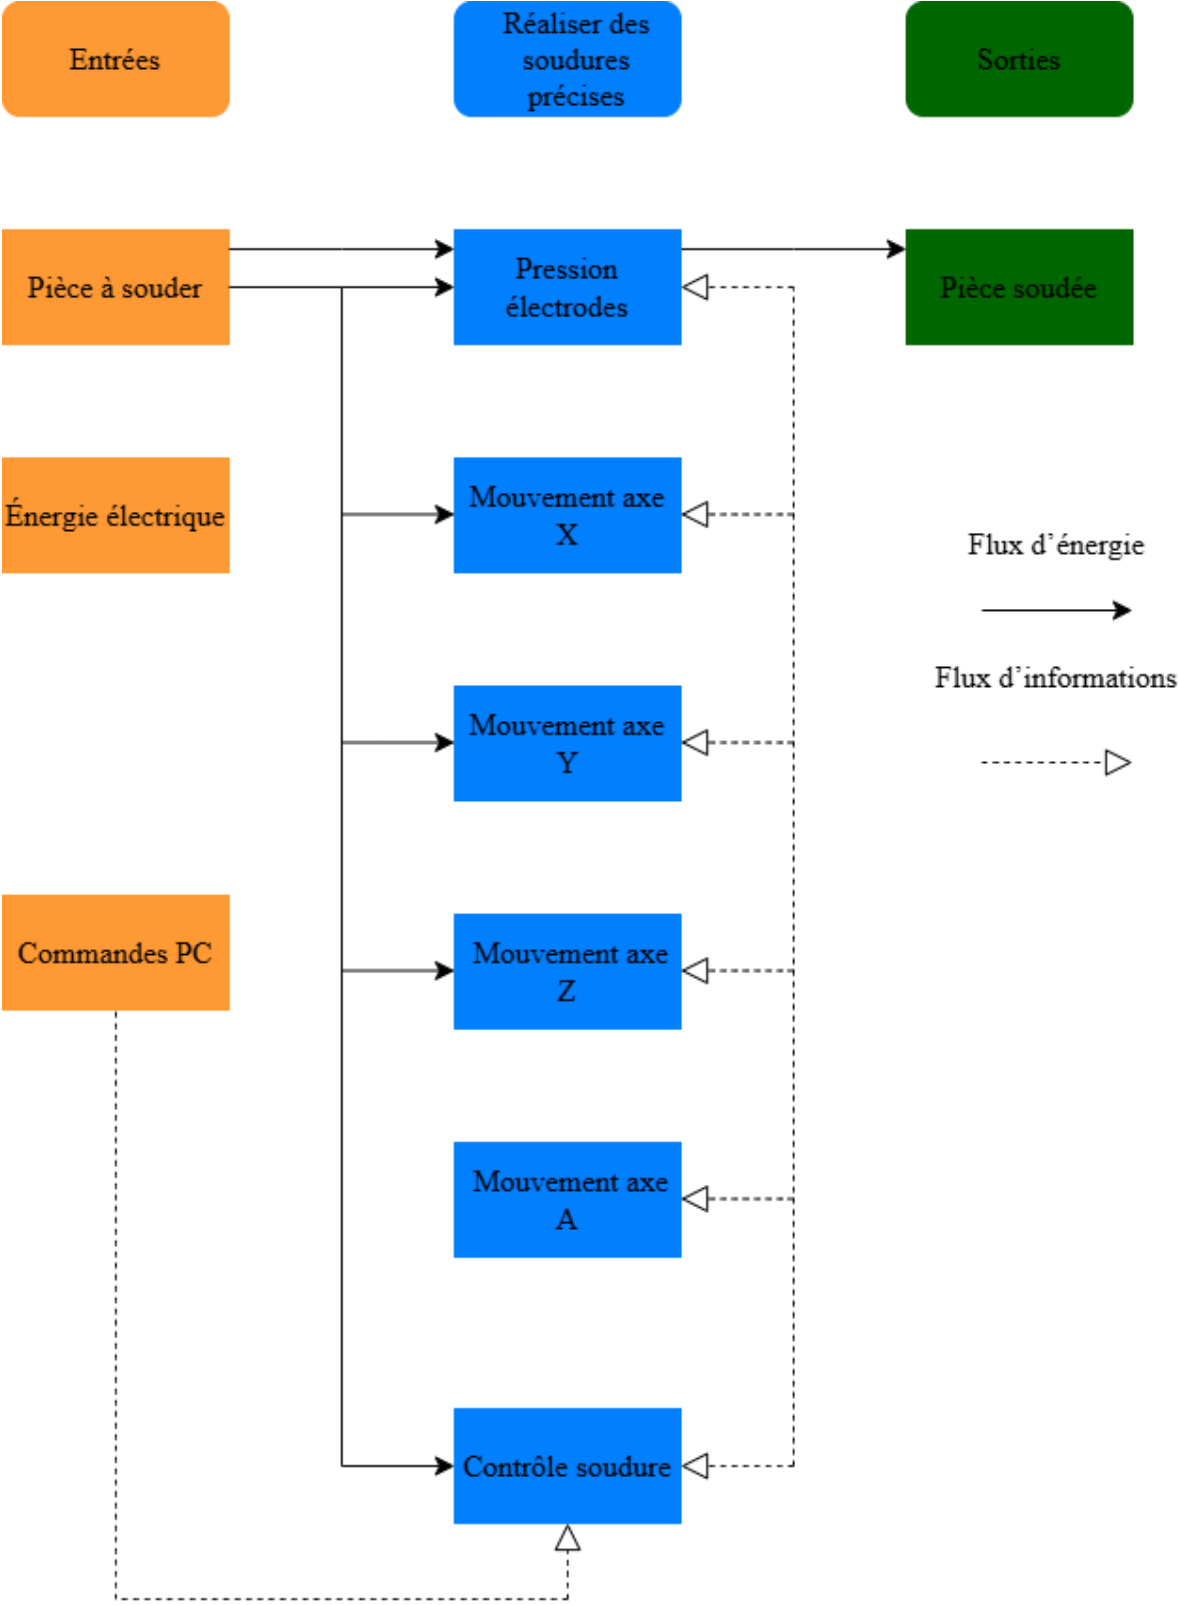 Entrées
Réaliser des
soudures
précises
Sorties
Pièce à souder
Pression
électrodes
Pièce soudée
Énergie électrique
Mouvement axe
X
Flux d’énergie
Flux d’informations
Mouvement axe
Y
Commandes PC
Mouvement axe
Z
Mouvement axe
A
Contrôle soudure